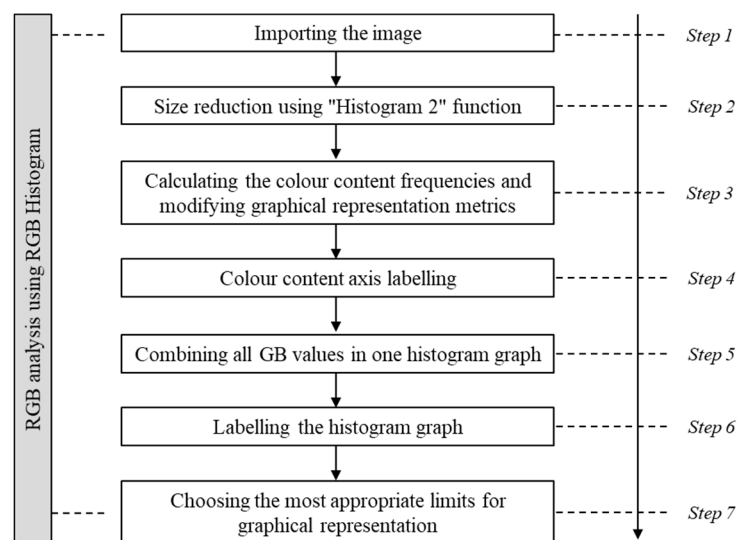 RGB analysis using RGB Histogram
Importing the image
Step 1
Size reduction using "Histogram 2" function
Step 2
Calculating the colour content frequencies and
modifying graphical representation metrics
Step 3
Colour content axis labelling
Step 4
Combining all GB values in one histogram graph
Step 5
Labelling the histogram graph
Step 6
Choosing the most appropriate limits for
graphical representation
Step 7